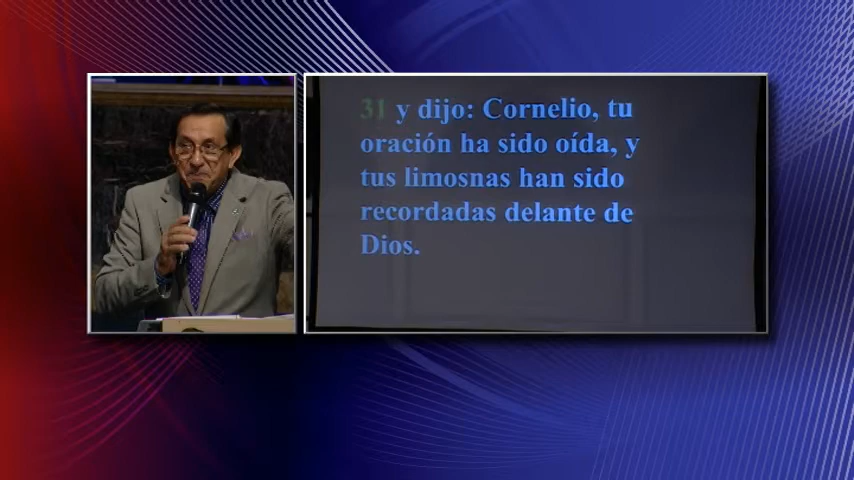 31 y dijo: Cornelio, tu
oración ha sido oída, y
tus limosnas han sido
recordadas delante de
Dios.